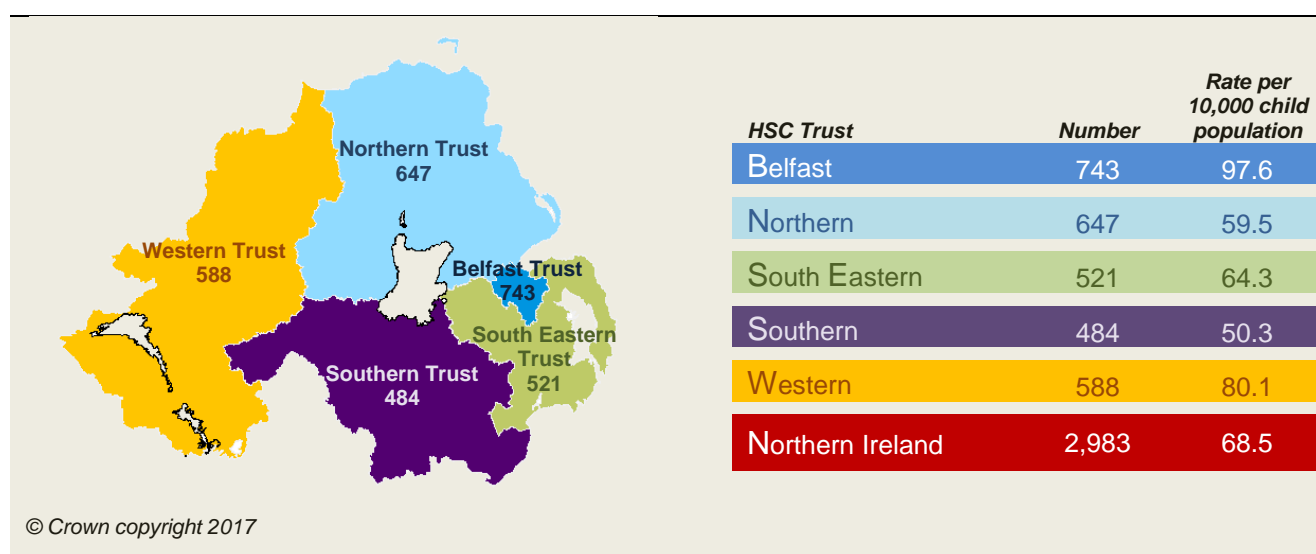 Northern Trust
647
Western Trust
588
Belfast Trust
743
South Eastern
Trust
521
Southern Trust
484
HSC Trust Number Rate per
10,000 child
population
Belfast 743 97.6
Northern 647 59.5
South Eastern 521 64.3
Southern 484 50.3
Western 588 80.1
Northern Ireland 2,983 68.5
© Crown copyright 2017